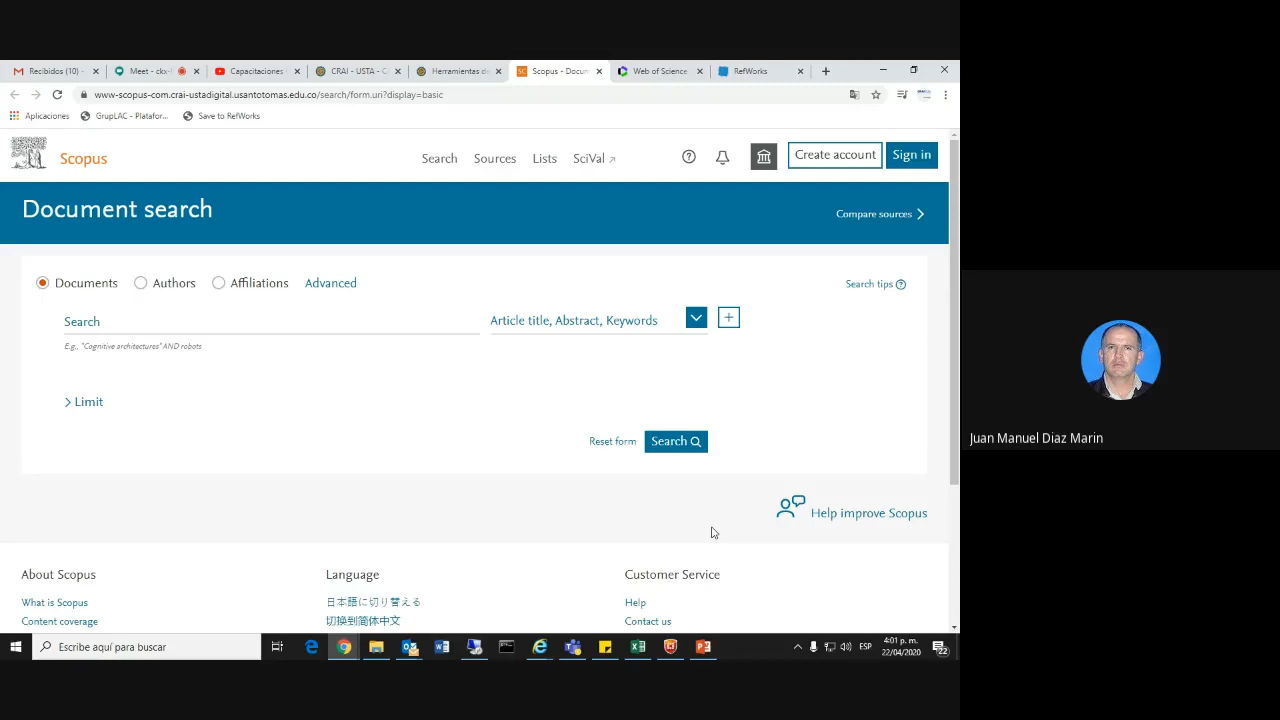 Recibidos (10) -
Meet - ckx-
Capacitaciones
CRAI - USTA - C
Herramientas de
Scopus - Docum
Web of Science
RefWorks
www-scopus-com.crai-ustadigital.usantotomas.edu.co/search/form.uri?display=basic
Aplicaciones
GrupLAC - Platafor...
Save to RefWorks
Scopus
Search
Sources
Lists
SciVal
Create account
Sign in
Document search
Compare sources
Documents
Authors
Affiliations
Advanced
Search tips
Search
Article title, Abstract, Keywords
E.g., "Cognitive architectures" AND robots
Limit
Reset form
Search
Help improve Scopus
About Scopus
Language
Customer Service
What is Scopus
日本語に切り替える
Help
Content coverage
切换到简体中文
Contact us
Escribe aquí para buscar
ESP
4:01 p. m.
22/04/2020
22
Juan Manuel Diaz Marin